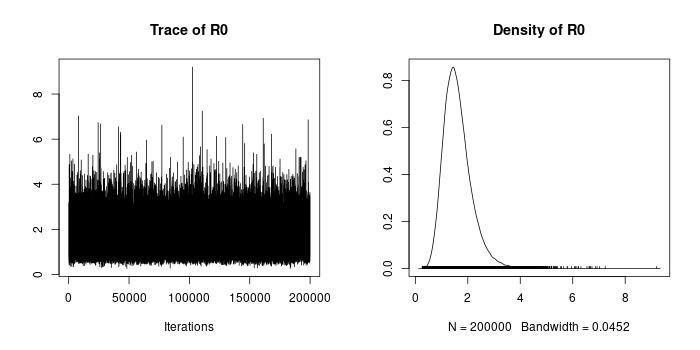 Trace of R0
8
6
4
2
0
0 50000 100000 150000 200000
Iterations
Density of R0
0.8
0.6
0.4
0.2
0.0
0 2 4 6 8
N = 200000 Bandwidth = 0.0452